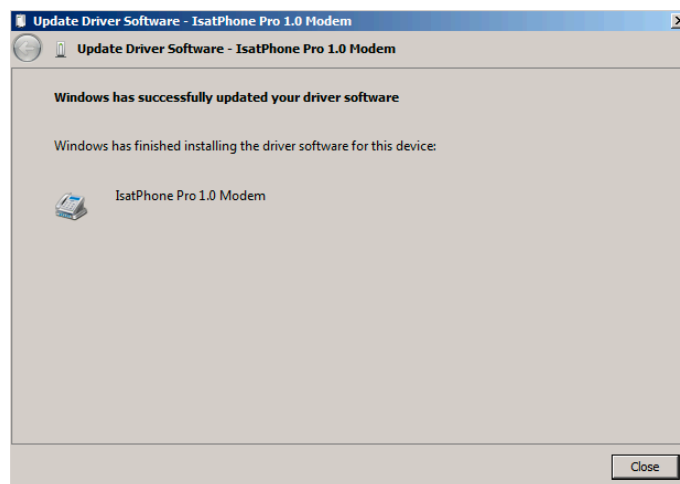 Update Driver Software - IsatPhone Pro 1.0 Modem
Update Driver Software - IsatPhone Pro 1.0 Modem
Windows has successfully updated your driver software
Windows has finished installing the driver software for this device:
IsatPhone Pro 1.0 Modem
Close